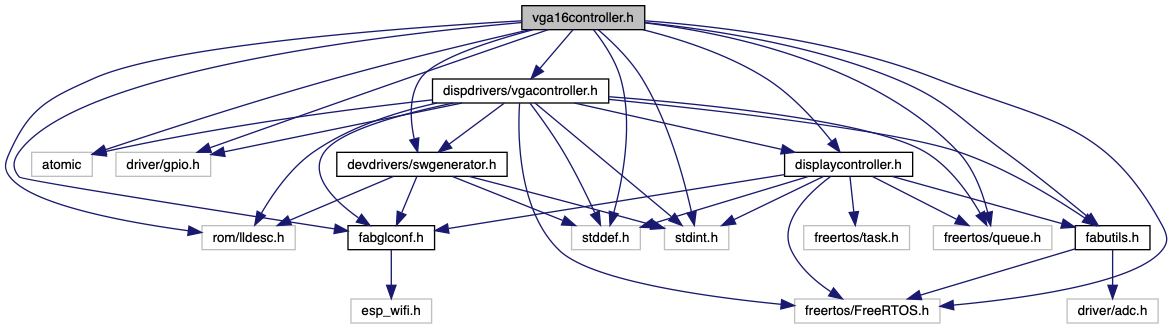 vga16controller.h
dispdrivers/vgacontroller.h
atomic
driver/gpio.h
devdrivers/swgenerator.h
displaycontroller.h
rom/lldesc.h
fabglconf.h
stddef.h
stdint.h
freertos/task.h
freertos/queue.h
fabutils.h
esp_wifi.h
freertos/FreeRTOS.h
driver/adc.h